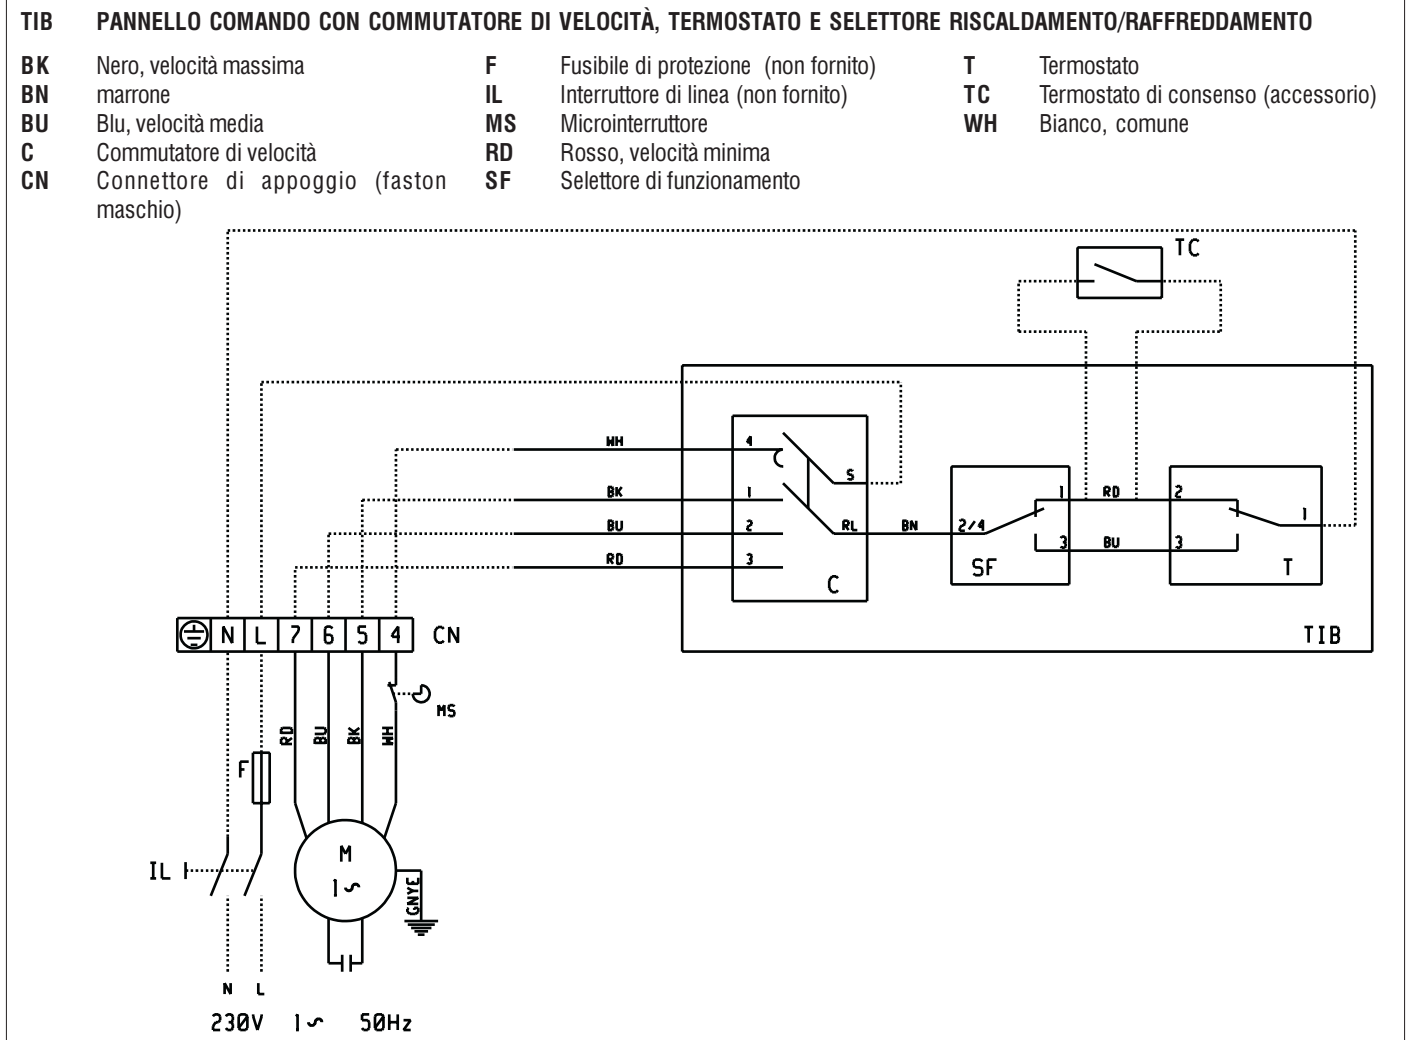 TIB PANNELLO COMANDO CON COMMUTATORE DI VELOCITÀ, TERMOSTATO E SELETTORE RISCALDAMENTO/RAFFREDDAMENTO
BK Nero, velocità massima
BN marrone
BU Blu, velocità media
C Commutatore di velocità
CN Connettore di appoggio (faston
maschio)
F Fusibile di protezione (non fornito)
IL Interruttore di linea (non fornito)
MS Microinterruttore
RD Rosso, velocità minima
SF Selettore di funzionamento
T Termostato
TC Termostato di consenso (accessorio)
WH Bianco, comune
TC
WH 4
S
BK 1
BU 2
RL BN 2/4
RD 3
C
1 RD 2
1
3 BU 3
SF
T
TIB
N L 7 6 5 4 CN
MS
RD BU BK WH
F
IL
M
1~
GNYE
N L
230V 1~ 50Hz